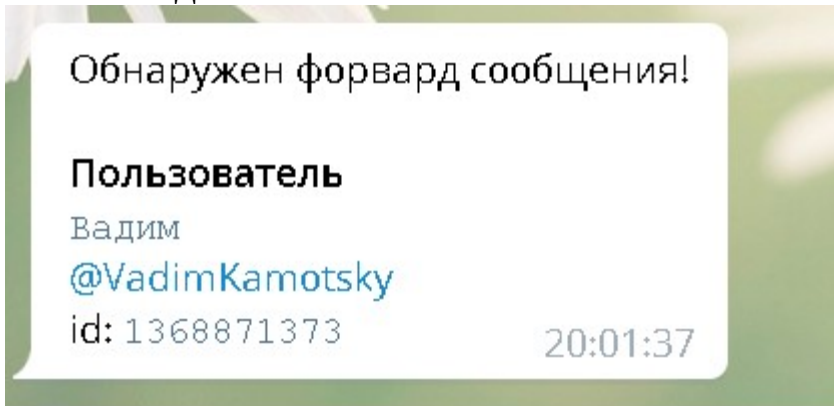 Обнаружен форвард сообщения!
Пользователь
Вадим
@VadimKamotsky
id: 1368871373
20:01:37